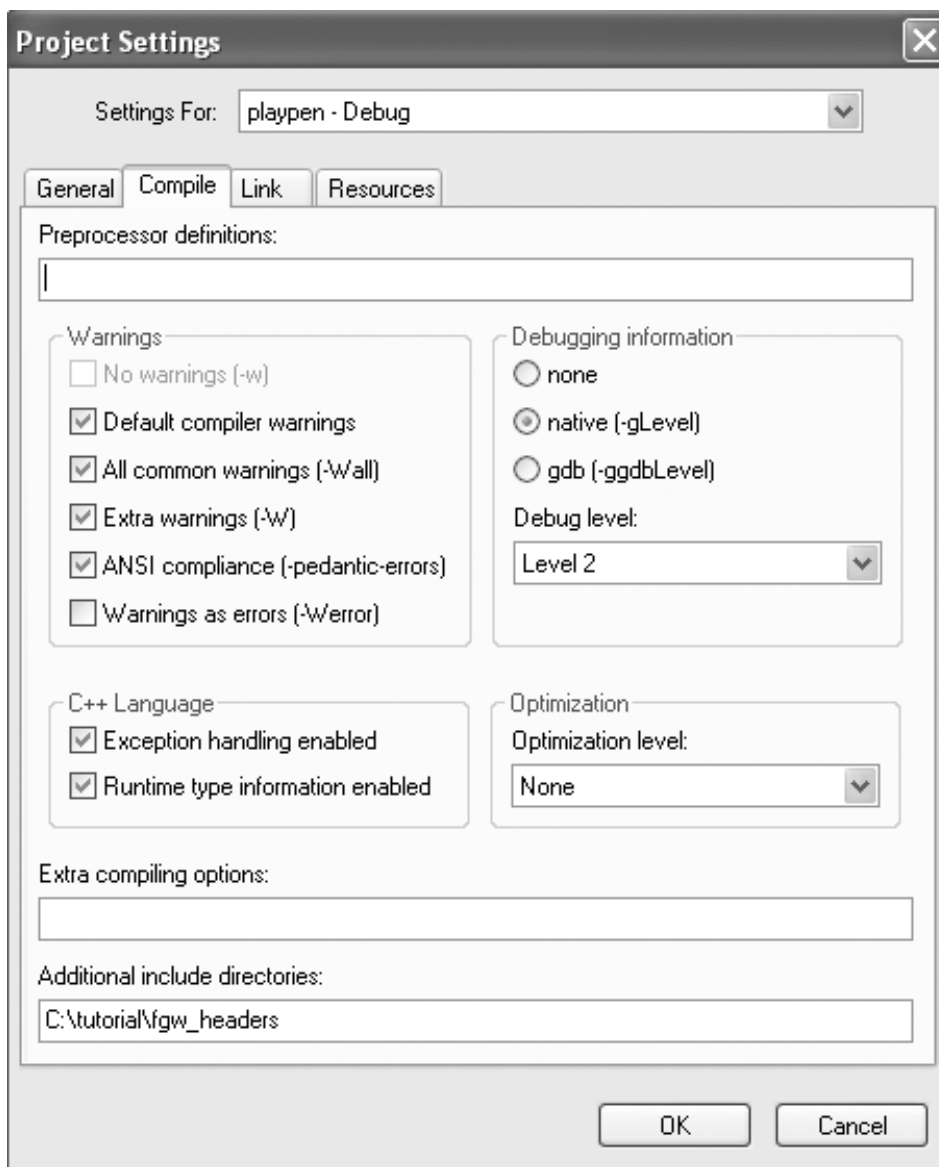 Project Settings
Settings For: playpen - Debug
General Compile Link Resources
Preprocessor definitions:
Warnings
No warnings (-w)
Default compiler warnings
All common warnings (-Wall)
Extra warnings (-W)
ANSI compliance (-pedantic-errors)
Warnings as errors (-Werror)
Debugging information
none
native (-gLevel)
gdb (-ggdbLevel)
Debug level:
Level 2
C++ Language
Exception handling enabled
Runtime type information enabled
Optimization
Optimization level:
None
Extra compiling options:
Additional include directories:
C:\tutorial\fgw_headers
OK Cancel